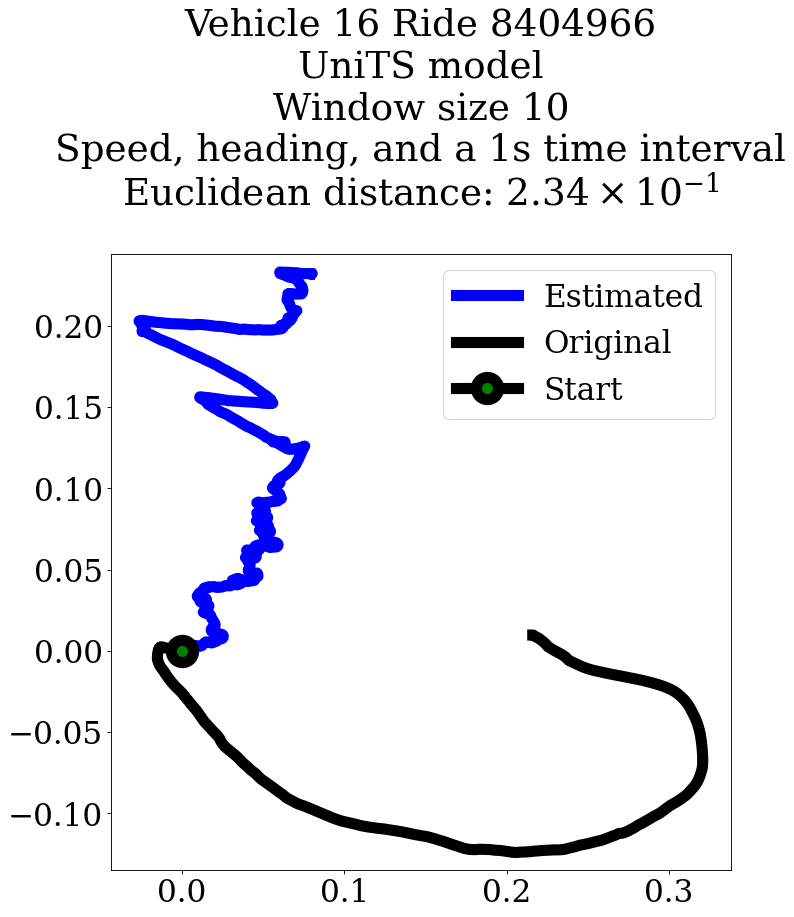 Vehicle 16 Ride 8404966
UniTS model
Window size 10
Speed, heading, and a 1s time interval
Euclidean distance: 2.34 × 10⁻¹
Estimated
Original
Start
0.20
0.15
0.10
0.05
0.00
−0.05
−0.10
0.0 0.1 0.2 0.3